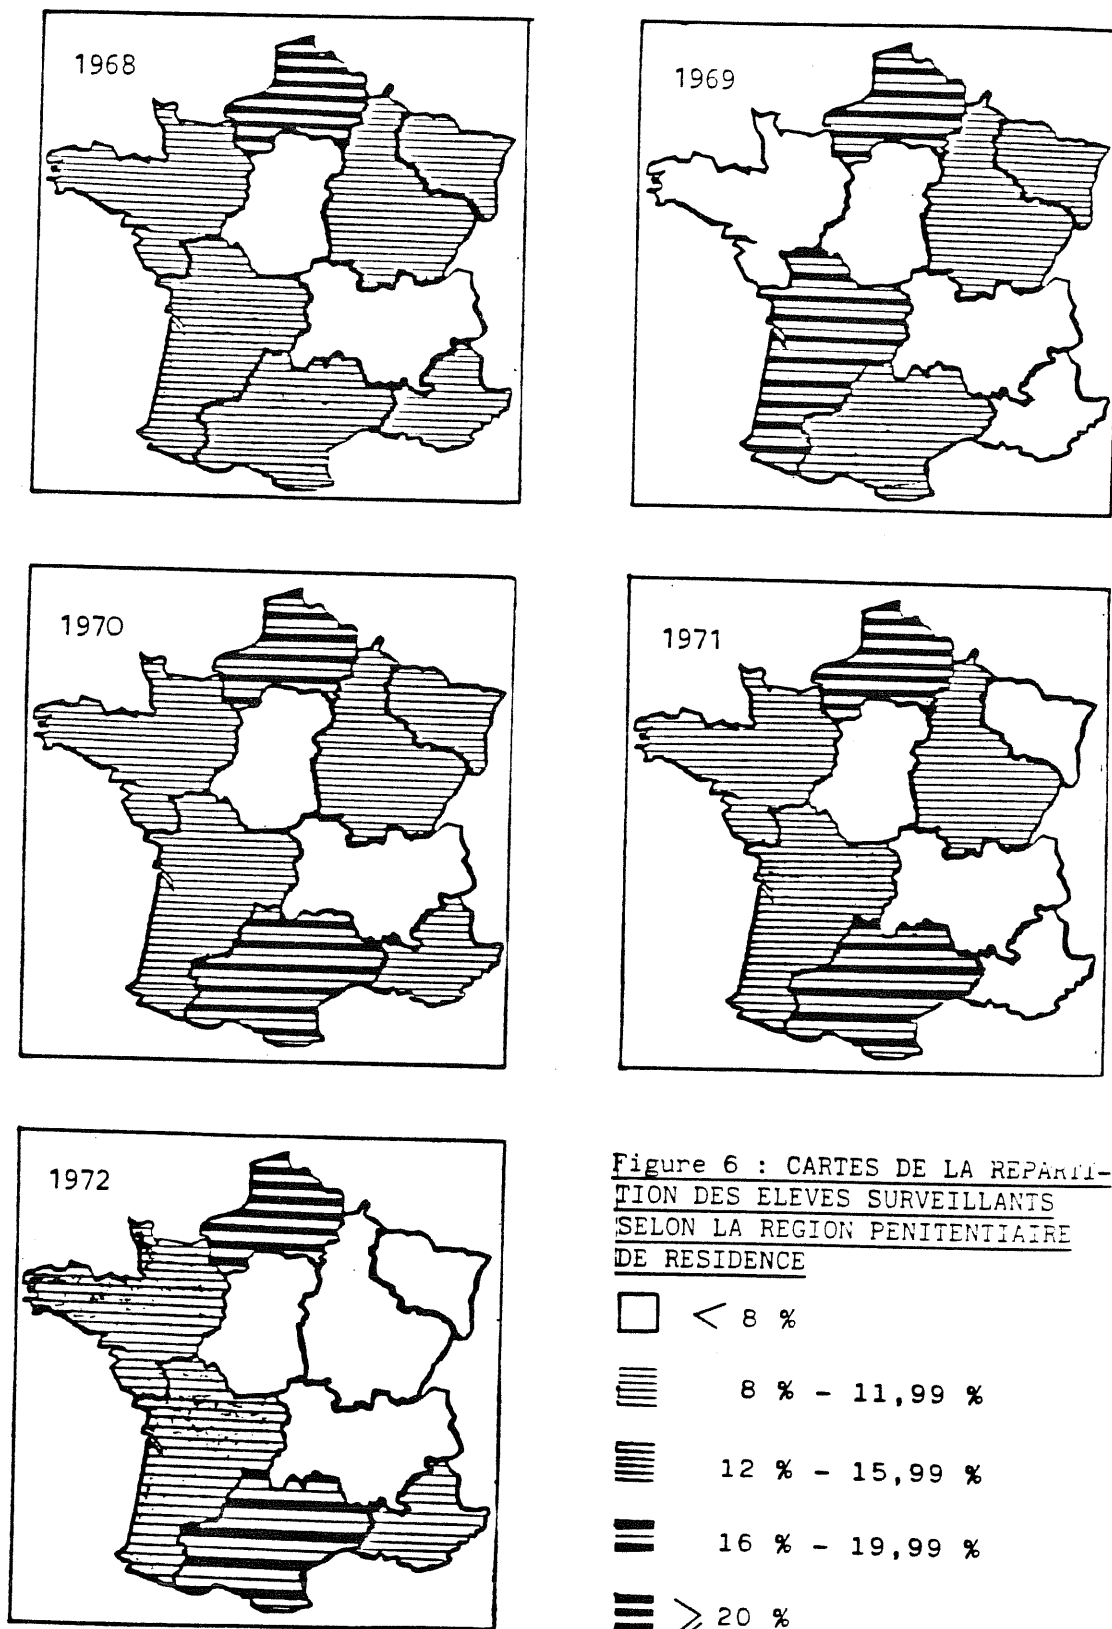 1968
1969
1970
1971
1972
Figure 6 : CARTES DE LA REPARTI-
TION DES ELEVES SURVEILLANTS
SELON LA REGION PENITENTIAIRE
DE RESIDENCE
< 8 %
8 % - 11,99 %
12 % - 15,99 %
16 % - 19,99 %
⩾ 20 %